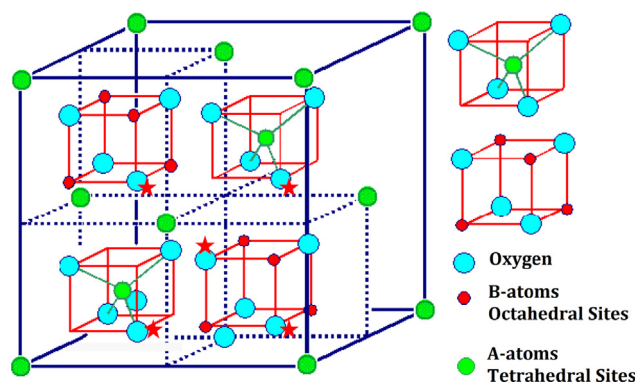 Oxygen
B-atoms
Octahedral Sites
A-atoms
Tetrahedral Sites